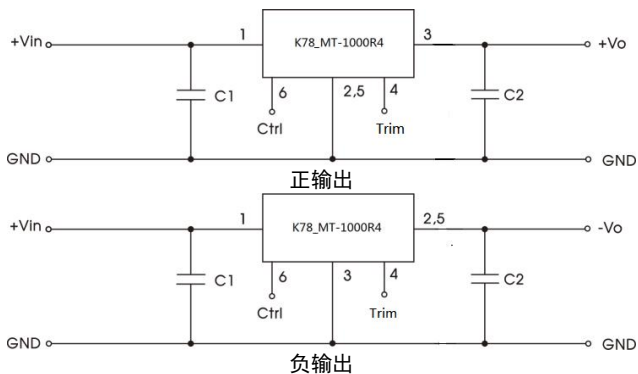 +Vin 1 K78_MT-1000R4 3 +Vo
C1 6 2,5 4 C2
Ctrl Trim
GND GND
正输出
+Vin 1 K78_MT-1000R4 2,5 -Vo
C1 6 3 4 C2
Ctrl Trim
GND GND
负输出